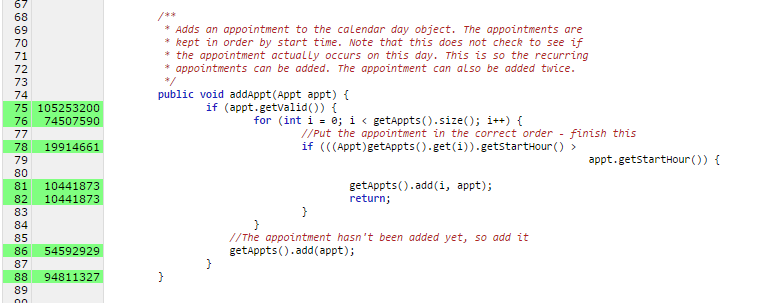 67
68 /**
69 * Adds an appointment to the calendar day object. The appointments are
70 * kept in order by start time. Note that this does not check to see if
71 * the appointment actually occurs on this day. This is so the recurring
72 * appointments can be added. The appointment can also be added twice.
73 */
74 public void addAppt(Appt appt) {
75 105253200 if (appt.getValid()) {
76 74507590 for (int i = 0; i < getAppts().size(); i++) {
77 //Put the appointment in the correct order - finish this
78 19914661 if (((Appt)getAppts().get(i)).getStartHour() >
79 appt.getStartHour()) {
80
81 10441873 getAppts().add(i, appt);
82 10441873 return;
83 }
84 }
85 //The appointment hasn't been added yet, so add it
86 54592929 getAppts().add(appt);
87 }
88 94811327 }
89